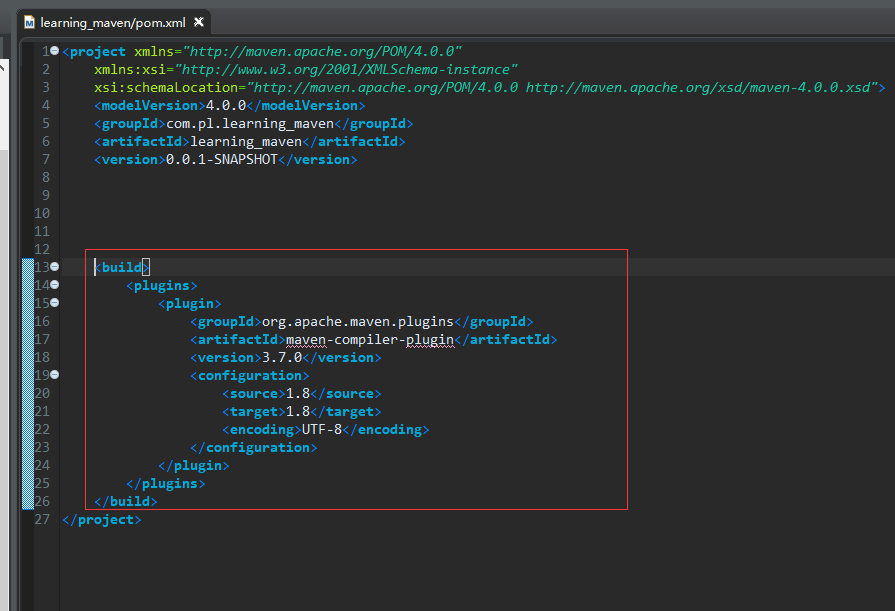 learning_maven/pom.xml
1 <project xmlns="http://maven.apache.org/POM/4.0.0"
2 xmlns:xsi="http://www.w3.org/2001/XMLSchema-instance"
3 xsi:schemaLocation="http://maven.apache.org/POM/4.0.0 http://maven.apache.org/xsd/maven-4.0.0.xsd">
4 <modelVersion>4.0.0</modelVersion>
5 <groupId>com.pl.learning_maven</groupId>
6 <artifactId>learning_maven</artifactId>
7 <version>0.0.1-SNAPSHOT</version>
8
9
10
11
12
13 <build>
14 <plugins>
15 <plugin>
16 <groupId>org.apache.maven.plugins</groupId>
17 <artifactId>maven-compiler-plugin</artifactId>
18 <version>3.7.0</version>
19 <configuration>
20 <source>1.8</source>
21 <target>1.8</target>
22 <encoding>UTF-8</encoding>
23 </configuration>
24 </plugin>
25 </plugins>
26 </build>
27 </project>